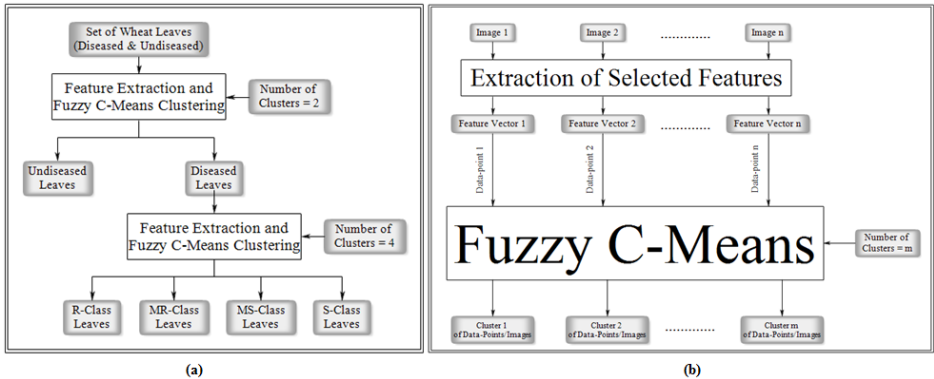 Set of Wheat Leaves
(Diseased & Undiseased)
Feature Extraction and
Fuzzy C-Means Clustering
Number of
Clusters = 2
Undiseased
Leaves
Diseased
Leaves
Feature Extraction and
Fuzzy C-Means Clustering
Number of
Clusters = 4
R-Class
Leaves
MR-Class
Leaves
MS-Class
Leaves
S-Class
Leaves
(a)
Image 1
Image 2
.............
Image n
Extraction of Selected Features
Feature Vector 1
Feature Vector 2
.............
Feature Vector n
Data-point 1
Data-point 2
Data-point n
Fuzzy C-Means
Number of
Clusters = m
Cluster 1
of Data-Points/Images
Cluster 2
of Data-Points/Images
.............
Cluster m
of Data-Points/Images
(b)